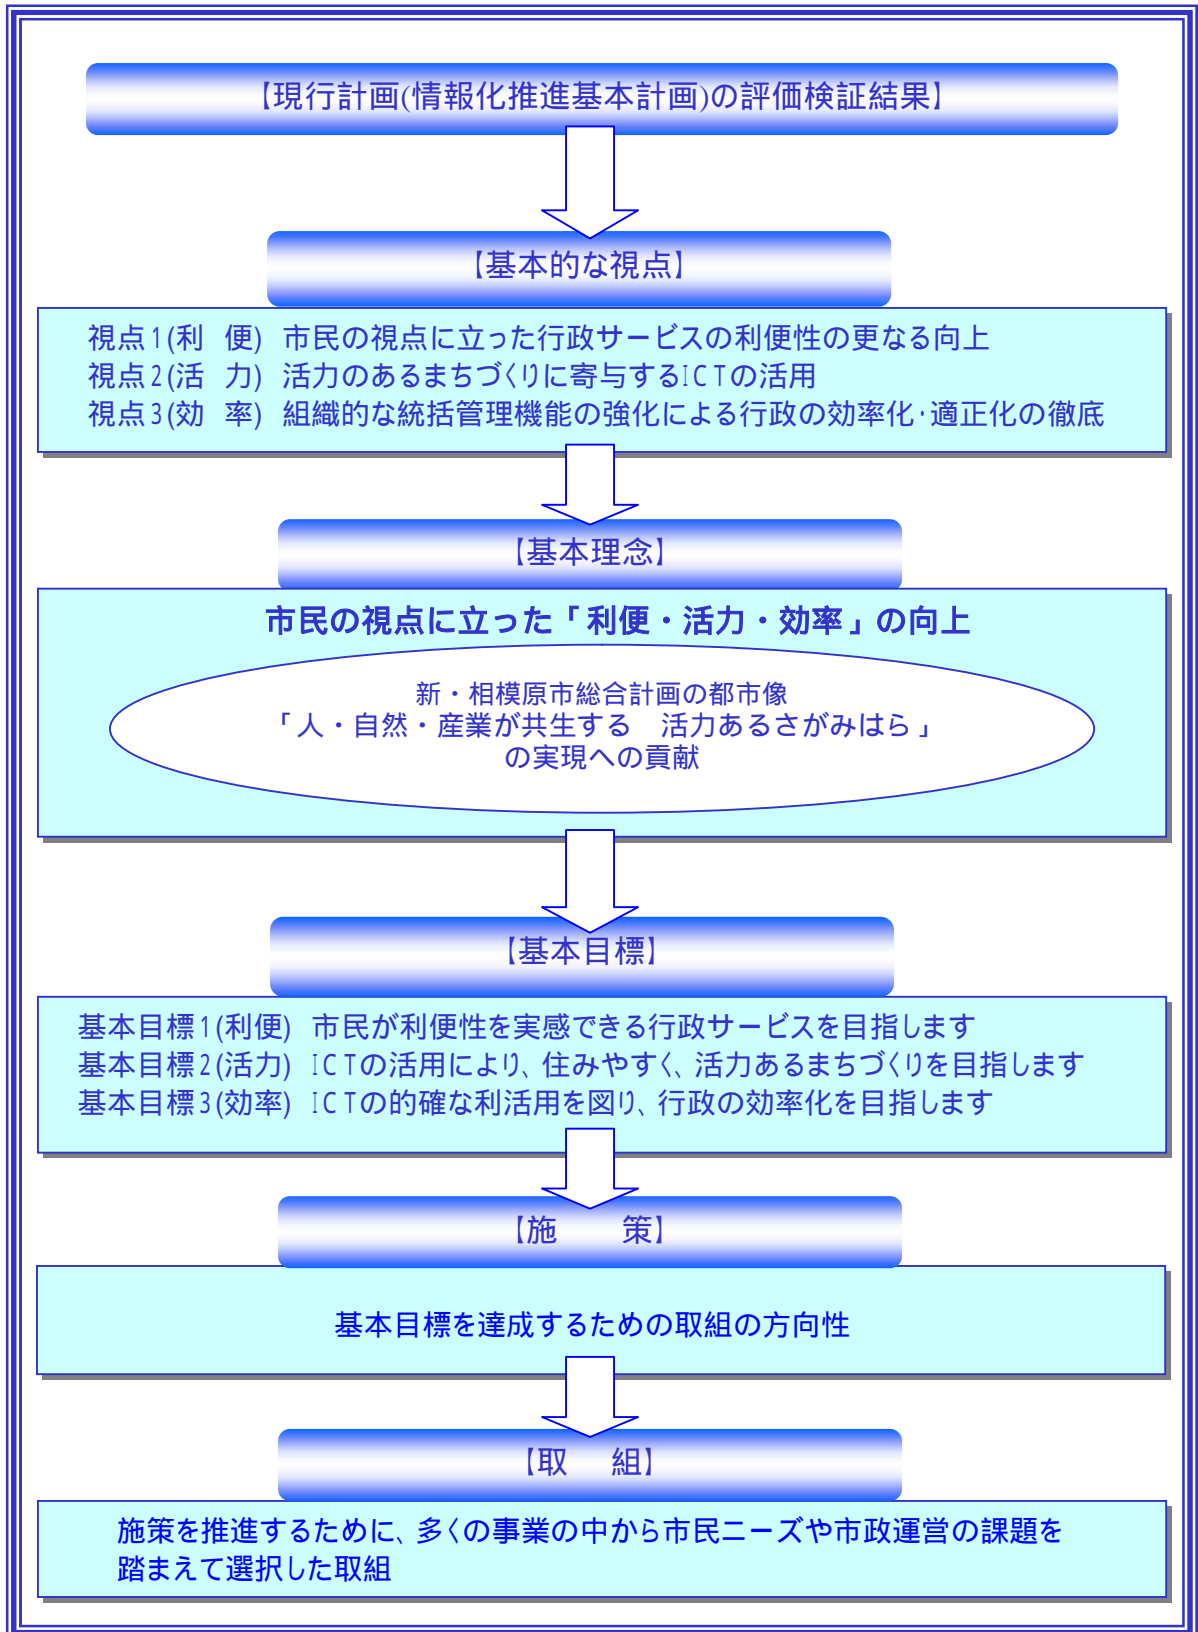 【現行計画(情報化推進基本計画)の評価検証結果】
【基本的な視点】
視点1(利　便)　市民の視点に立った行政サービスの利便性の更なる向上
視点2(活　力)　活力のあるまちづくりに寄与するICTの活用
視点3(効　率)　組織的な統括管理機能の強化による行政の効率化・適正化の徹底
【基本理念】
市民の視点に立った「利便・活力・効率」の向上
新・相模原市総合計画の都市像
「人・自然・産業が共生する　活力あるさがみはら」
の実現への貢献
【基本目標】
基本目標1(利便)　市民が利便性を実感できる行政サービスを目指します
基本目標2(活力)　ICTの活用により、住みやすく、活力あるまちづくりを目指します
基本目標3(効率)　ICTの的確な利活用を図り、行政の効率化を目指します
【施　　策】
基本目標を達成するための取組の方向性
【取　組】
施策を推進するために、多くの事業の中から市民ニーズや市政運営の課題を
踏まえて選択した取組